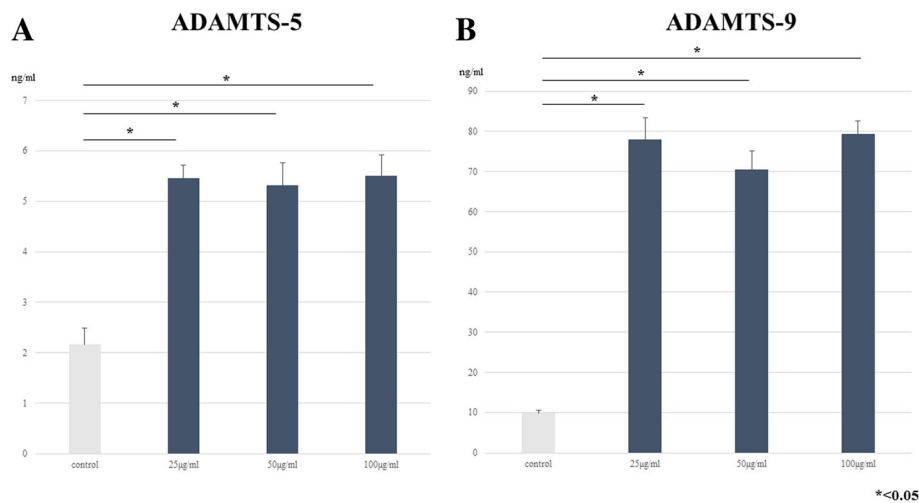 A
ADAMTS-5
ng/ml
*
*
*
7
6
5
4
3
2
1
0
control
25µg/ml
50µg/ml
100µg/ml
B
ADAMTS-9
ng/ml
*
*
*
90
80
70
60
50
40
30
20
10
0
control
25µg/ml
50µg/ml
100µg/ml
*<0.05